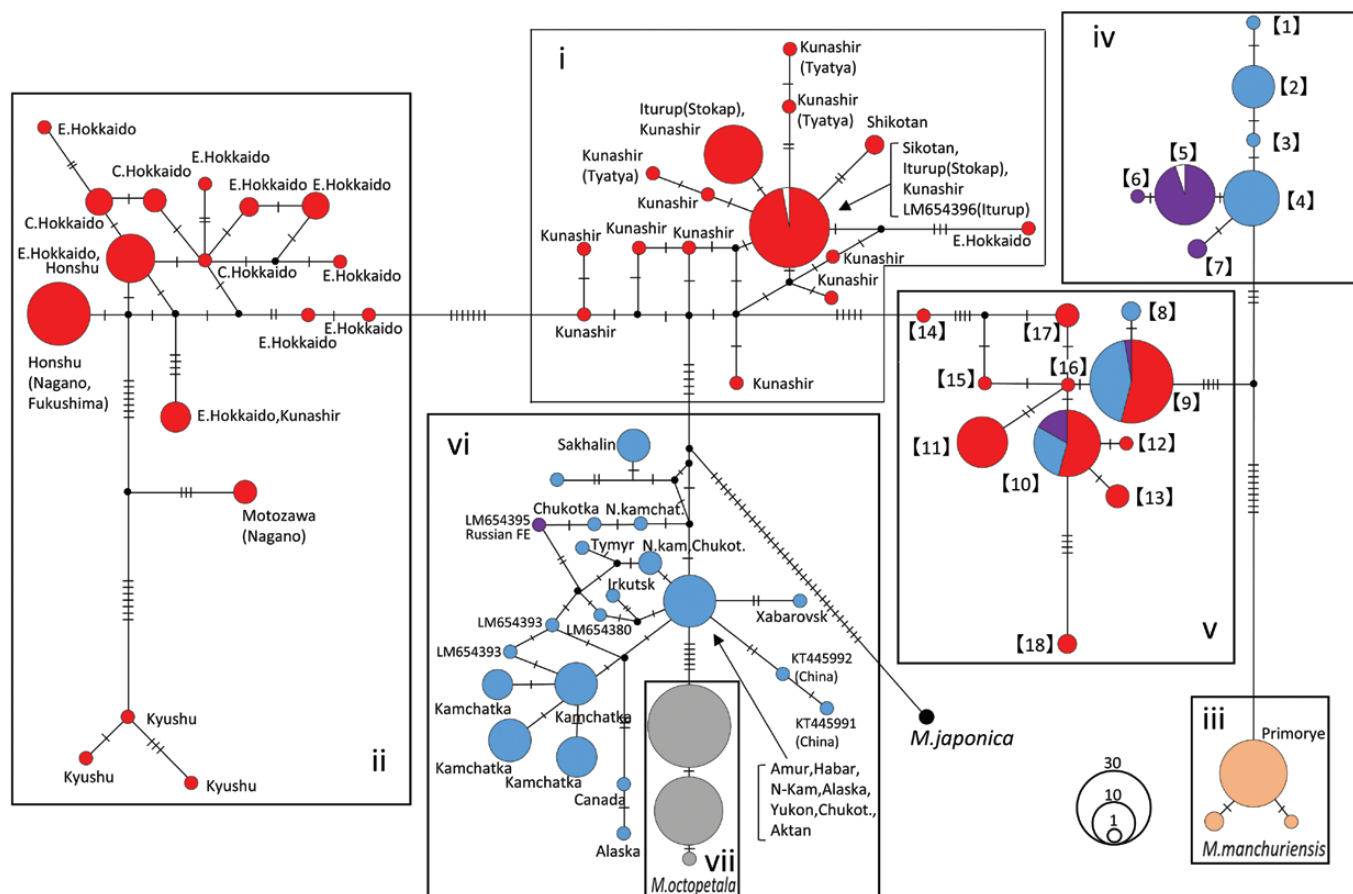 i
Kunashir
(Tyatya)
Kunashir
(Tyatya)
Iturup(Stokap),
Kunashir
Shikotan
Sikotan,
Iturup(Stokap),
Kunashir
LM654396(Iturup)
Kunashir
(Tyatya)
Kunashir
Kunashir
Kunashir
Kunashir
E.Hokkaido
Kunashir
Kunashir
Kunashir
Kunashir
ii
E.Hokkaido
C.Hokkaido
E.Hokkaido
E.Hokkaido
E.Hokkaido
C.Hokkaido
E.Hokkaido,
Honshu
C.Hokkaido
E.Hokkaido
E.Hokkaido
E.Hokkaido
Honshu
(Nagano,
Fukushima)
E.Hokkaido,Kunashir
Motozawa
(Nagano)
Kyushu
Kyushu
Kyushu
iv
【1】
【2】
【3】
【5】
【6】
【4】
【7】
v
【8】
【14】
【17】
【16】
【15】
【9】
【11】
【12】
【10】
【13】
【18】
vi
Sakhalin
Chukotka
N.kamchat.
LM654395
Russian FE
Tymyr
N.kam,Chukot.
Irkutsk
Xabarovsk
LM654393
LM654380
LM654393
KT445992
(China)
KT445991
(China)
Kamchatka
Kamchatka
Kamchatka
Kamchatka
Canada
Alaska
Amur,Habar,
N-Kam,Alaska,
Yukon,Chukot.,
Aktan
vii
M.octopetala
M.japonica
30
10
1
iii
Primorye
M.manchuriensis